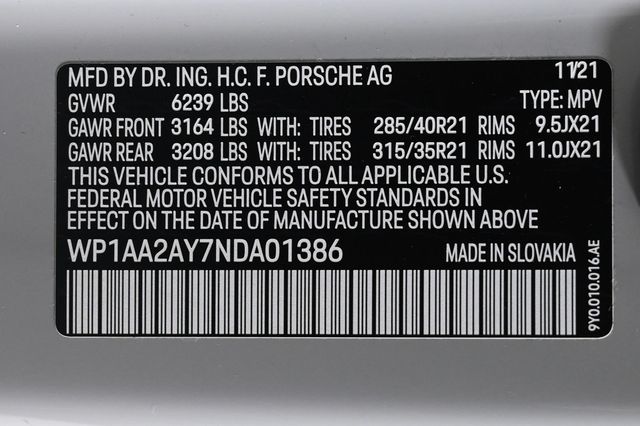 MFD BY DR. ING. H.C. F. PORSCHE AG 11/21
GVWR 6239 LBS TYPE: MPV
GAWR FRONT 3164 LBS WITH: TIRES 285/40R21 RIMS 9.5JX21
GAWR REAR 3208 LBS WITH: TIRES 315/35R21 RIMS 11.0JX21
THIS VEHICLE CONFORMS TO ALL APPLICABLE U.S.
FEDERAL MOTOR VEHICLE SAFETY STANDARDS IN
EFFECT ON THE DATE OF MANUFACTURE SHOWN ABOVE
WP1AA2AY7NDA01386 MADE IN SLOVAKIA
9Y0.010.016.AE